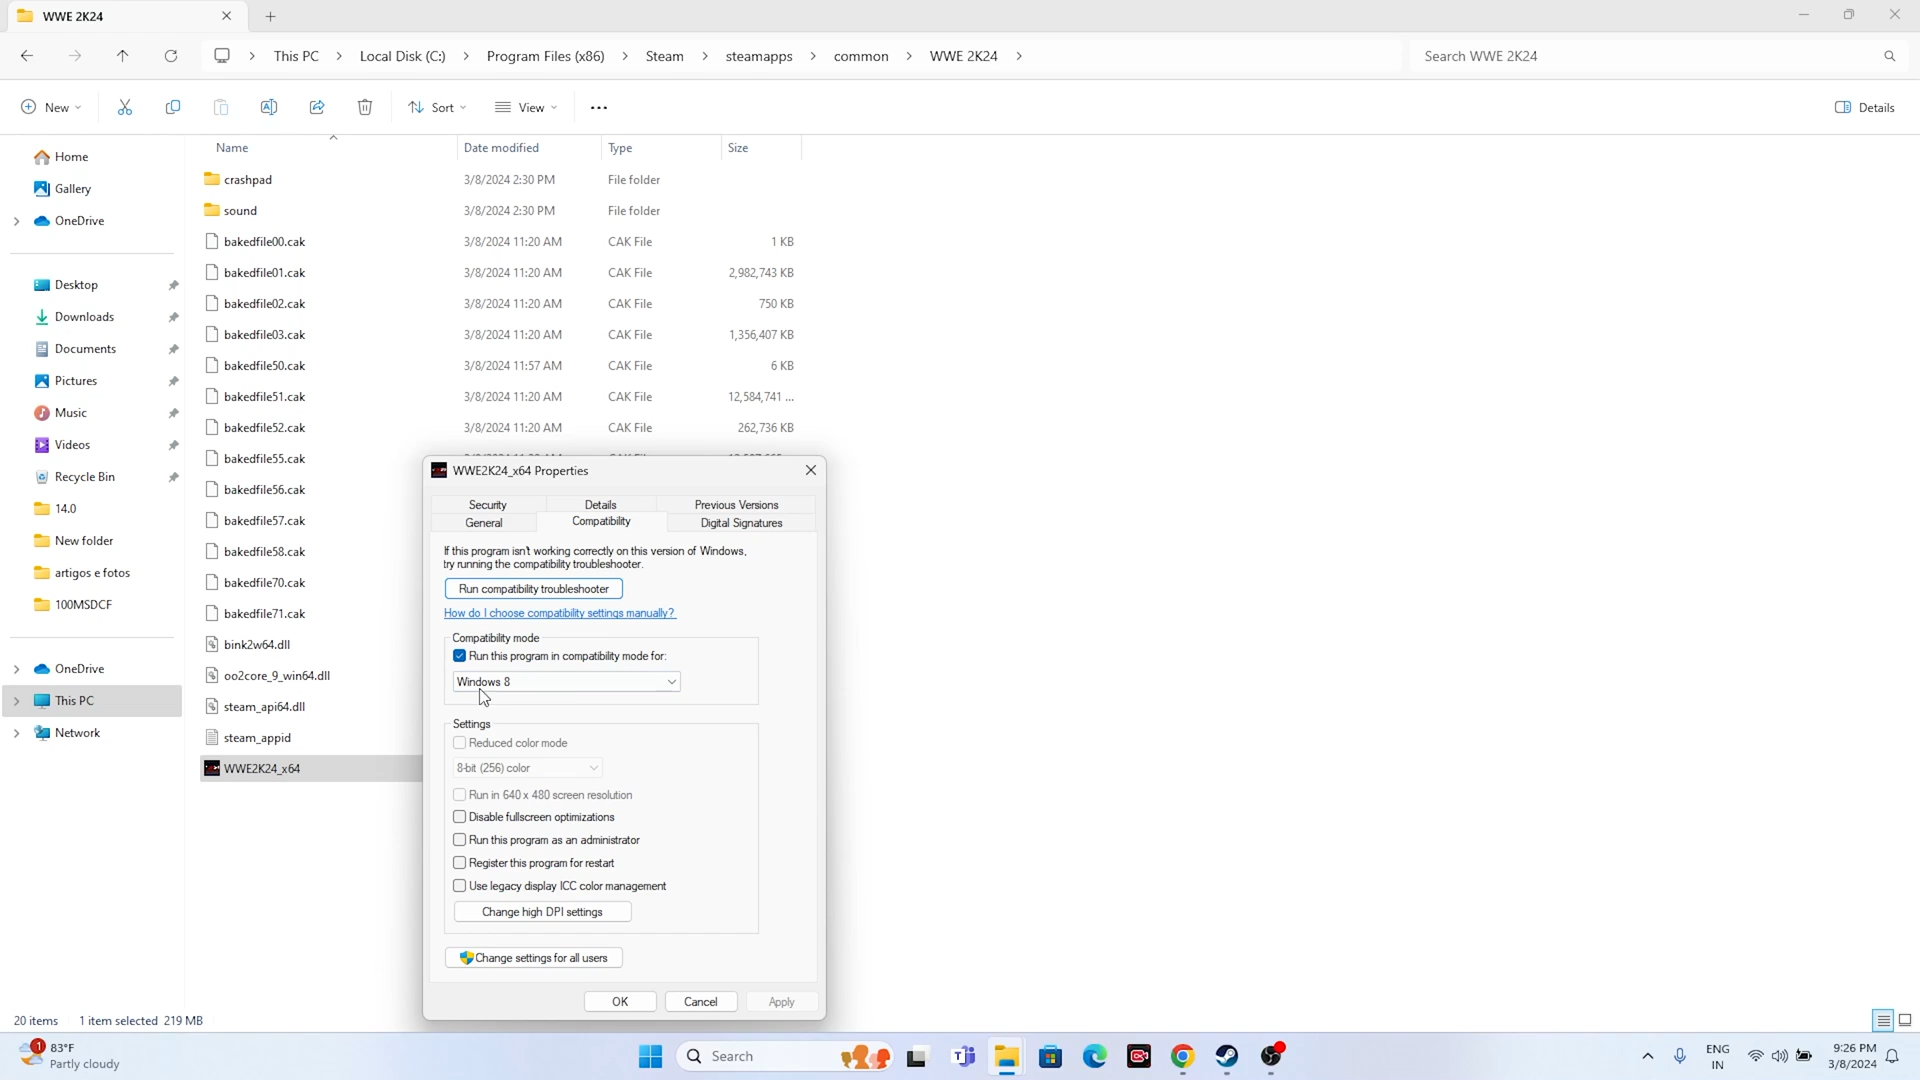 WWE 2K24
This PC
Local Disk (C:)
Program Files (x86)
Steam
steamapps
common
WWE 2K24
Search WWE 2K24
New
Sort
View
Details
Name
Date modified
Type
Size
Home
Gallery
OneDrive
Desktop
Downloads
Documents
Pictures
Music
Videos
Recycle Bin
14.0
New folder
artigos e fotos
100MSDCF
OneDrive
This PC
Network
crashpad 3/8/2024 2:30 PM File folder
sound 3/8/2024 2:30 PM File folder
bakedfile00.cak 3/8/2024 11:20 AM CAK File 1 KB
bakedfile01.cak 3/8/2024 11:20 AM CAK File 2,982,743 KB
bakedfile02.cak 3/8/2024 11:20 AM CAK File 750 KB
bakedfile03.cak 3/8/2024 11:20 AM CAK File 1,356,407 KB
bakedfile50.cak 3/8/2024 11:57 AM CAK File 6 KB
bakedfile51.cak 3/8/2024 11:20 AM CAK File 12,584,741 ...
bakedfile52.cak 3/8/2024 11:20 AM CAK File 262,736 KB
bakedfile55.cak
bakedfile56.cak
bakedfile57.cak
bakedfile58.cak
bakedfile70.cak
bakedfile71.cak
bink2w64.dll
oo2core_9_win64.dll
steam_api64.dll
steam_appid
WWE2K24_x64
WWE2K24_x64 Properties
Security
Details
Previous Versions
General
Compatibility
Digital Signatures
If this program isn't working correctly on this version of Windows,
try running the compatibility troubleshooter.
Run compatibility troubleshooter
How do I choose compatibility settings manually?
Compatibility mode
Run this program in compatibility mode for:
Windows 8
Settings
Reduced color mode
8-bit (256) color
Run in 640 x 480 screen resolution
Disable fullscreen optimizations
Run this program as an administrator
Register this program for restart
Use legacy display ICC color management
Change high DPI settings
Change settings for all users
OK
Cancel
Apply
20 items
1 item selected 219 MB
1
83°F
Partly cloudy
Search
ENG
IN
9:26 PM
3/8/2024